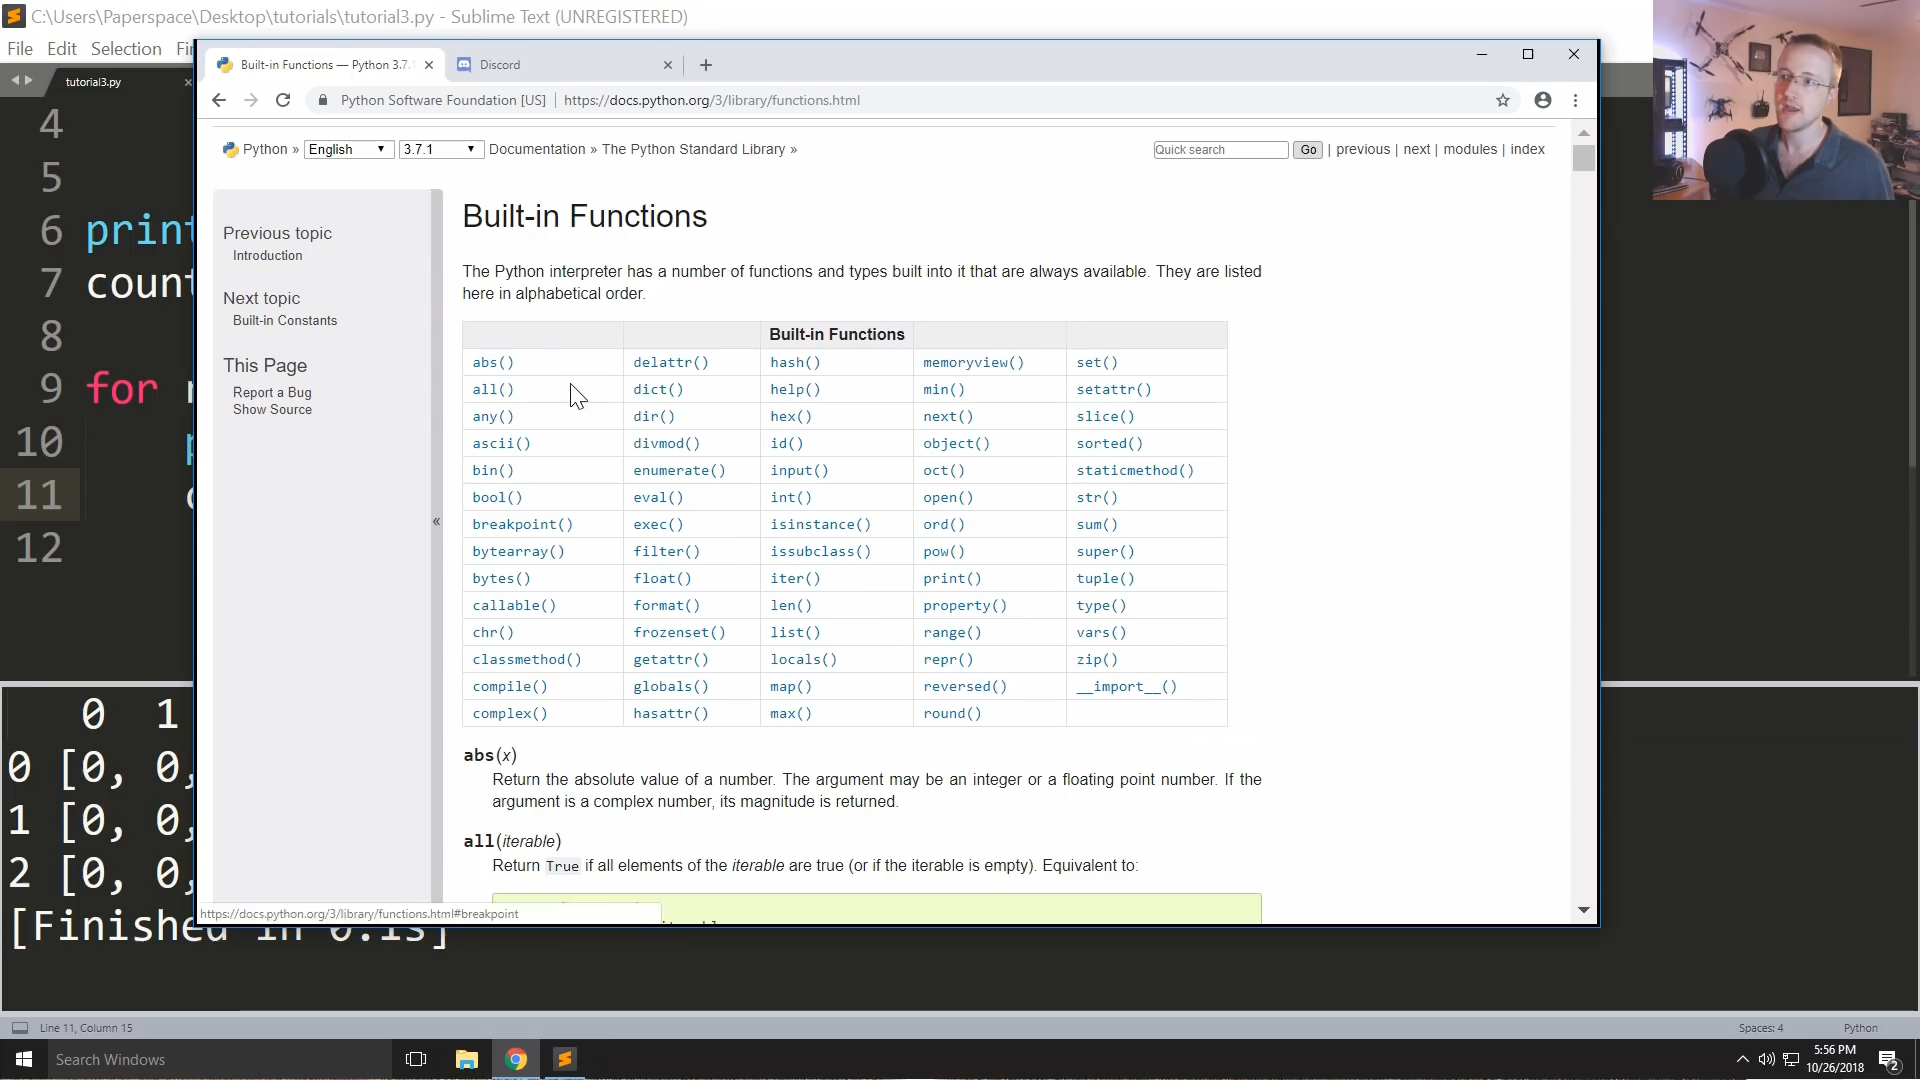 C:\Users\Paperspace\Desktop\tutorials\tutorial3.py - Sublime Text (UNREGISTERED)
File Edit Selection
tutorial3.py
Built-in Functions — Python 3.7.1
Discord
Python Software Foundation [US] https://docs.python.org/3/library/functions.html
Python » English 3.7.1 Documentation » The Python Standard Library »
Quick search Go | previous | next | modules | index
4
5
6 print
7 count
8
9 for
10
11
12
Previous topic
Introduction
Next topic
Built-in Constants
This Page
Report a Bug
Show Source
«
Built-in Functions
The Python interpreter has a number of functions and types built into it that are always available. They are listed
here in alphabetical order.
Built-in Functions
abs() delattr() hash() memoryview() set()
all() dict() help() min() setattr()
any() dir() hex() next() slice()
ascii() divmod() id() object() sorted()
bin() enumerate() input() oct() staticmethod()
bool() eval() int() open() str()
breakpoint() exec() isinstance() ord() sum()
bytearray() filter() issubclass() pow() super()
bytes() float() iter() print() tuple()
callable() format() len() property() type()
chr() frozenset() list() range() vars()
classmethod() getattr() locals() repr() zip()
compile() globals() map() reversed() __import__()
complex() hasattr() max() round()
abs(x)
Return the absolute value of a number. The argument may be an integer or a floating point number. If the
argument is a complex number, its magnitude is returned.
all(iterable)
Return True if all elements of the iterable are true (or if the iterable is empty). Equivalent to:
https://docs.python.org/3/library/functions.html#breakpoint
0 1
0 [0, 0,
1 [0, 0,
2 [0, 0,
[Finished in 0.1s]
Line 11, Column 15
Spaces: 4
Python
Search Windows
5:56 PM
10/26/2018
2